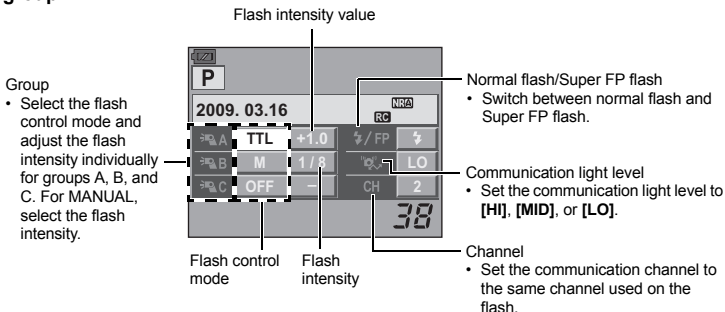 Flash intensity value
Group
• Select the flash
control mode and
adjust the flash
intensity individually
for groups A, B, and
C. For MANUAL,
select the flash
intensity.
P
2009. 03.16
NRA
RC
A TTL +1.0 /FP
B M 1 / 8 LO
C OFF – CH 2
38
Flash control
mode
Flash
intensity
Normal flash/Super FP flash
• Switch between normal flash and
Super FP flash.
Communication light level
• Set the communication light level to
[HI], [MID], or [LO].
Channel
• Set the communication channel to
the same channel used on the
flash.